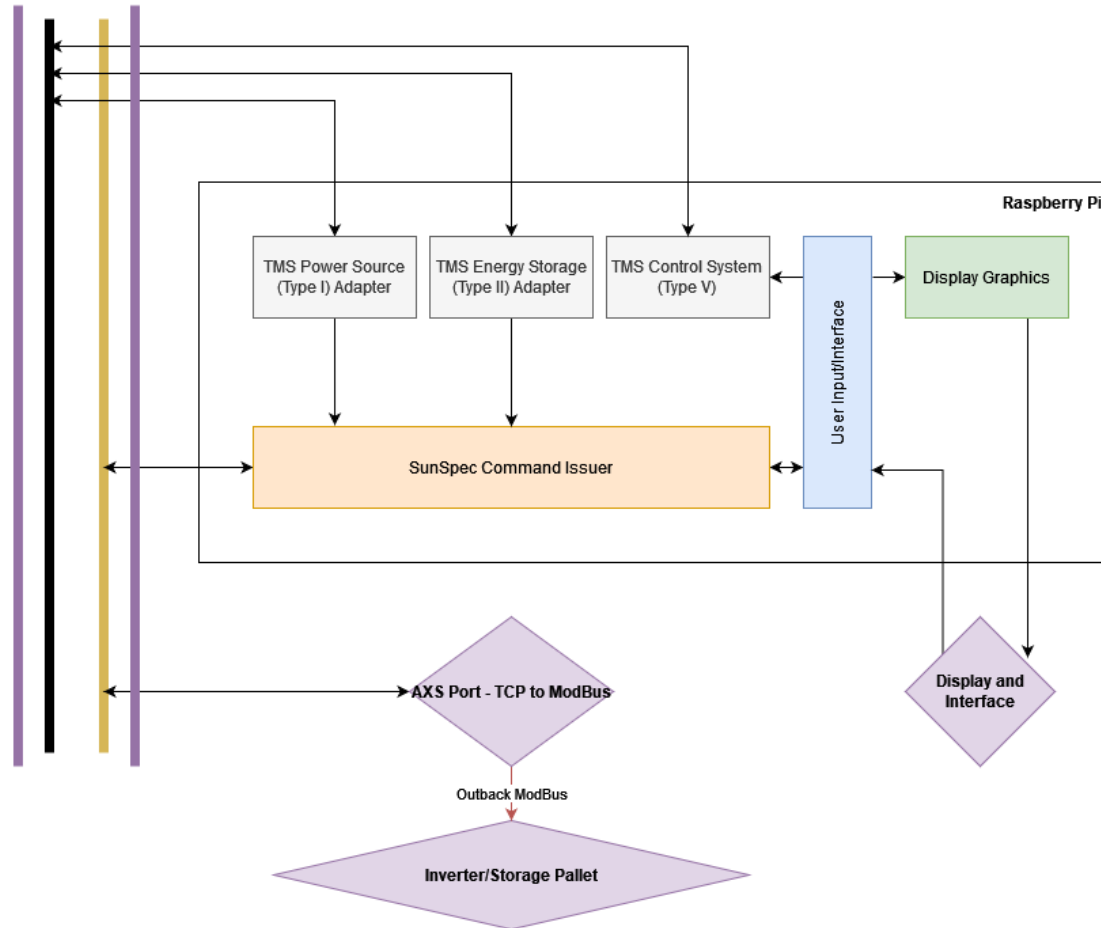 Raspberry Pi
TMS Power Source
(Type I) Adapter
TMS Energy Storage
(Type II) Adapter
TMS Control System
(Type V)
User Input/Interface
Display Graphics
SunSpec Command Issuer
AXS Port - TCP to ModBus
Display and
Interface
Outback ModBus
Inverter/Storage Pallet